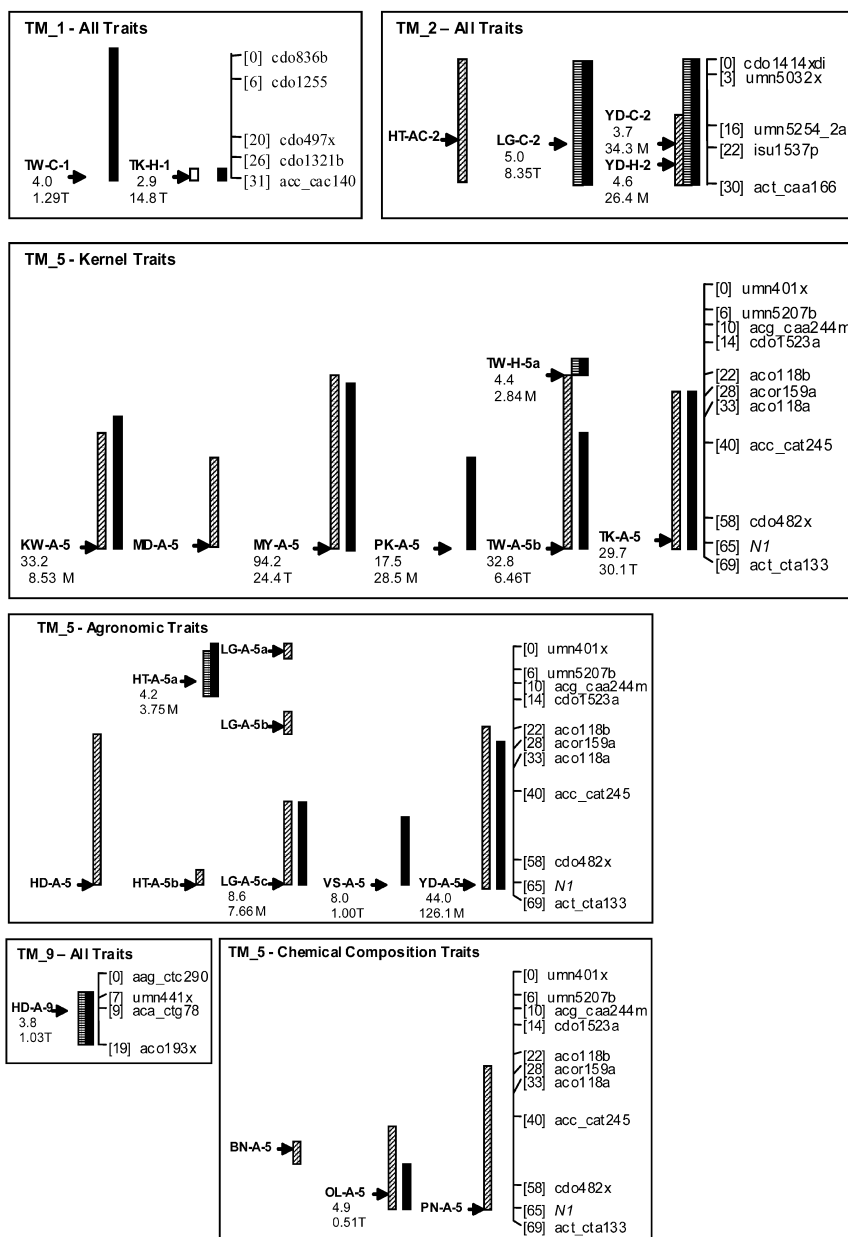 TM_1 - All Traits
[0] cdo836b
[6] cdo1255
[20] cdo497x
[26] cdo1321b
[31] acc_cac140
TW-C-1
4.0
1.29T
TK-H-1
2.9
14.8T
TM_2 – All Traits
[0] cdo1414xdi
[3] umn5032x
[16] umn5254_2a
[22] isu1537p
[30] act_caa166
HT-AC-2
LG-C-2
5.0
8.35T
YD-C-2
3.7
34.3 M
YD-H-2
4.6
26.4 M
TM_5 - Kernel Traits
[0] umn401x
[6] umn5207b
[10] acg_caa244m
[14] cdo1523a
[22] aco118b
[28] acor159a
[33] aco118a
[40] acc_cat245
[58] cdo482x
[65] N1
[69] act_cta133
TW-H-5a
4.4
2.84 M
KW-A-5
33.2
8.53 M
MD-A-5
MY-A-5
94.2
24.4 T
PK-A-5
17.5
28.5 M
TW-A-5b
32.8
6.46T
TK-A-5
29.7
30.1 T
TM_5 - Agronomic Traits
LG-A-5a
HT-A-5a
4.2
3.75 M
LG-A-5b
[0] umn401x
[6] umn5207b
[10] acg_caa244m
[14] cdo1523a
[22] aco118b
[28] acor159a
[33] aco118a
[40] acc_cat245
[58] cdo482x
[65] N1
[69] act_cta133
HD-A-5
HT-A-5b
LG-A-5c
8.6
7.66 M
VS-A-5
8.0
1.00T
YD-A-5
44.0
126.1 M
TM_9 – All Traits
[0] aag_ctc290
[7] umn441x
[9] aca_ctg78
[19] aco193x
HD-A-9
3.8
1.03T
TM_5 - Chemical Composition Traits
[0] umn401x
[6] umn5207b
[10] acg_caa244m
[14] cdo1523a
[22] aco118b
[28] acor159a
[33] aco118a
[40] acc_cat245
[58] cdo482x
[65] N1
[69] act_cta133
BN-A-5
OL-A-5
4.9
0.51T
PN-A-5